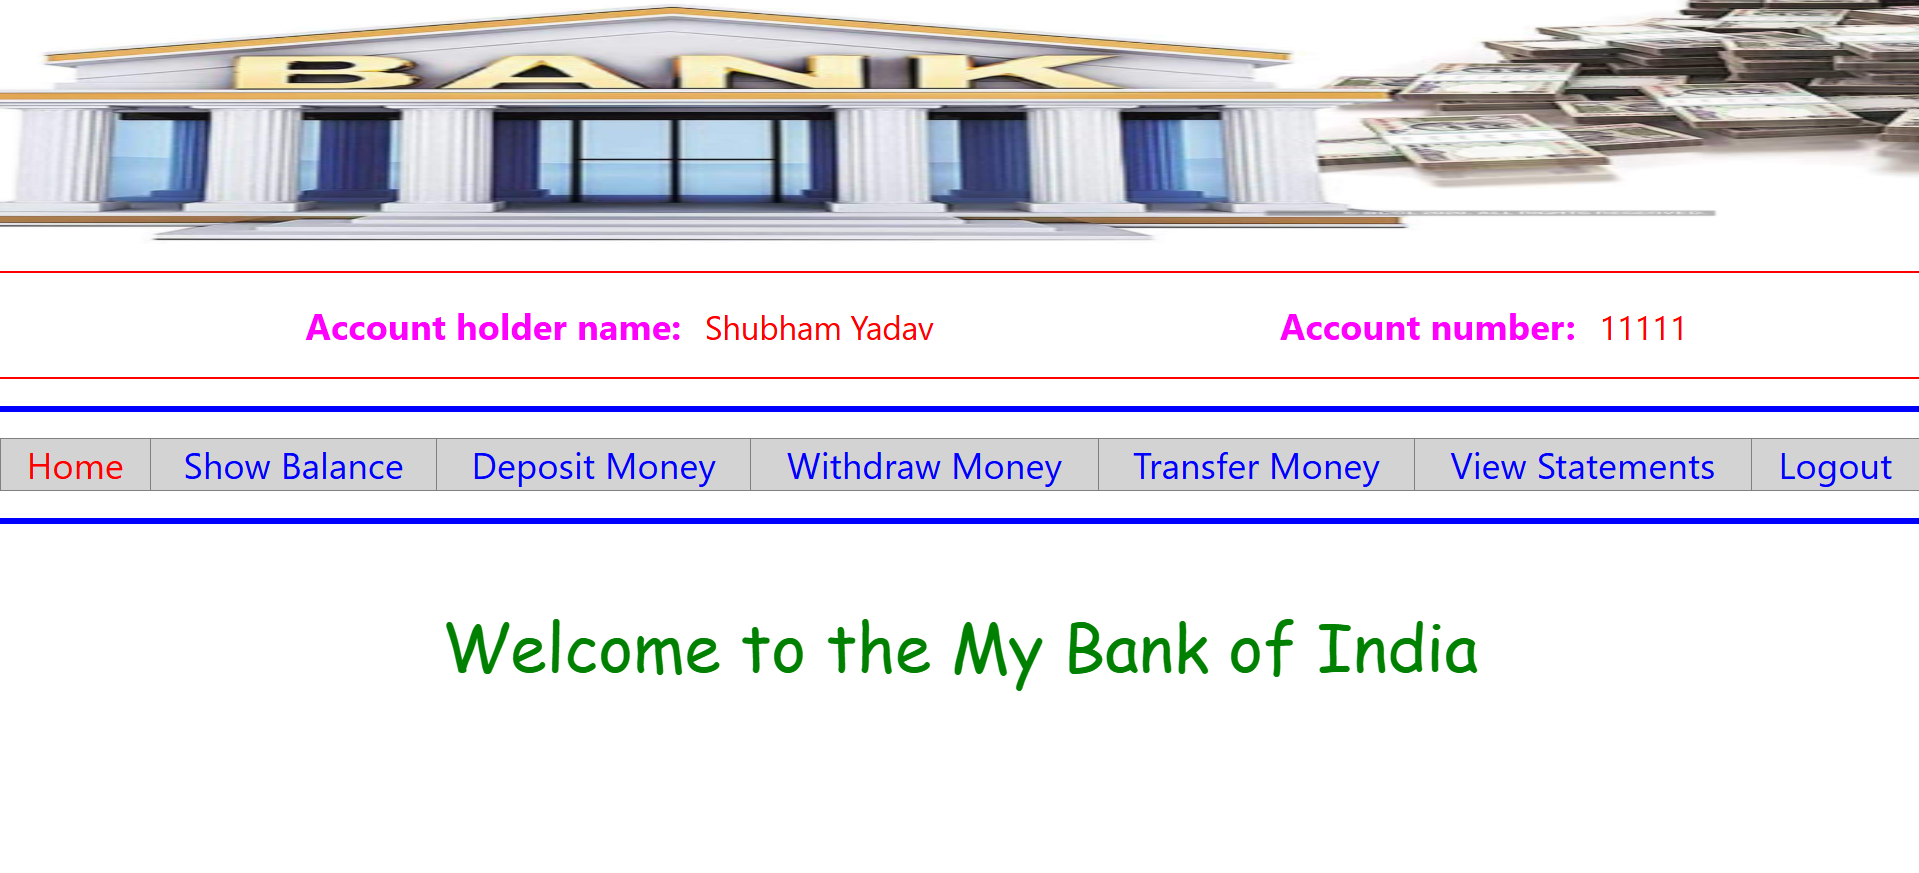 BANK
Account holder name: Shubham Yadav Account number: 11111
Home Show Balance Deposit Money Withdraw Money Transfer Money View Statements Logout
Welcome to the My Bank of India